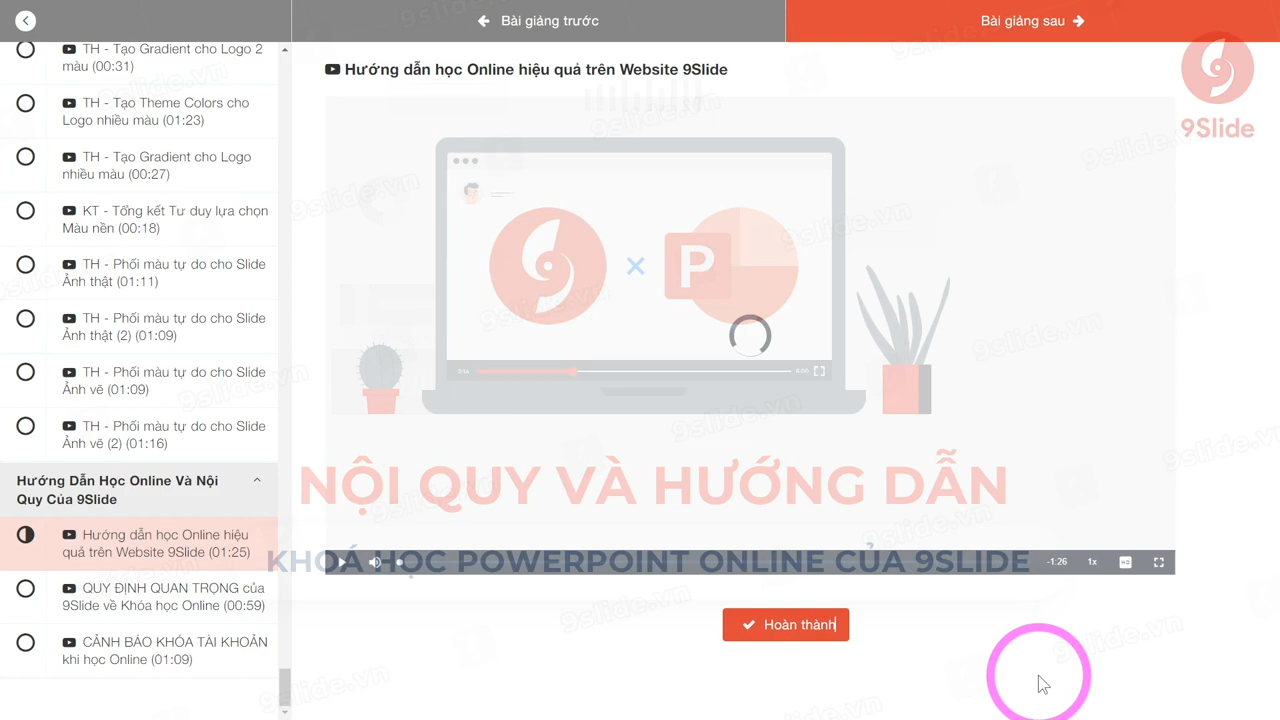 Bài giảng trước
Bài giảng sau
TH - Tạo Gradient cho Logo 2
màu (00:31)
TH - Tạo Theme Colors cho
Logo nhiều màu (01:23)
TH - Tạo Gradient cho Logo
nhiều màu (00:27)
KT - Tổng kết Tư duy lựa chọn
Màu nền (00:18)
TH - Phối màu tự do cho Slide
Ảnh thật (01:11)
TH - Phối màu tự do cho Slide
Ảnh thật (2) (01:09)
TH - Phối màu tự do cho Slide
Ảnh vẽ (01:09)
TH - Phối màu tự do cho Slide
Ảnh vẽ (2) (01:16)
Hướng Dẫn Học Online Và Nội
Quy Của 9Slide
Hướng dẫn học Online hiệu
quả trên Website 9Slide (01:25)
QUY ĐỊNH QUAN TRỌNG của
9Slide về Khóa học Online (00:59)
CẢNH BÁO KHÓA TÀI KHOẢN
khi học Online (01:09)
Hướng dẫn học Online hiệu quả trên Website 9Slide
9Slide
P
NỘI QUY VÀ HƯỚNG DẪN
KHOÁ HỌC POWERPOINT ONLINE CỦA 9SLIDE
-1:26
1x
HD
Hoàn thành
9slide.vn